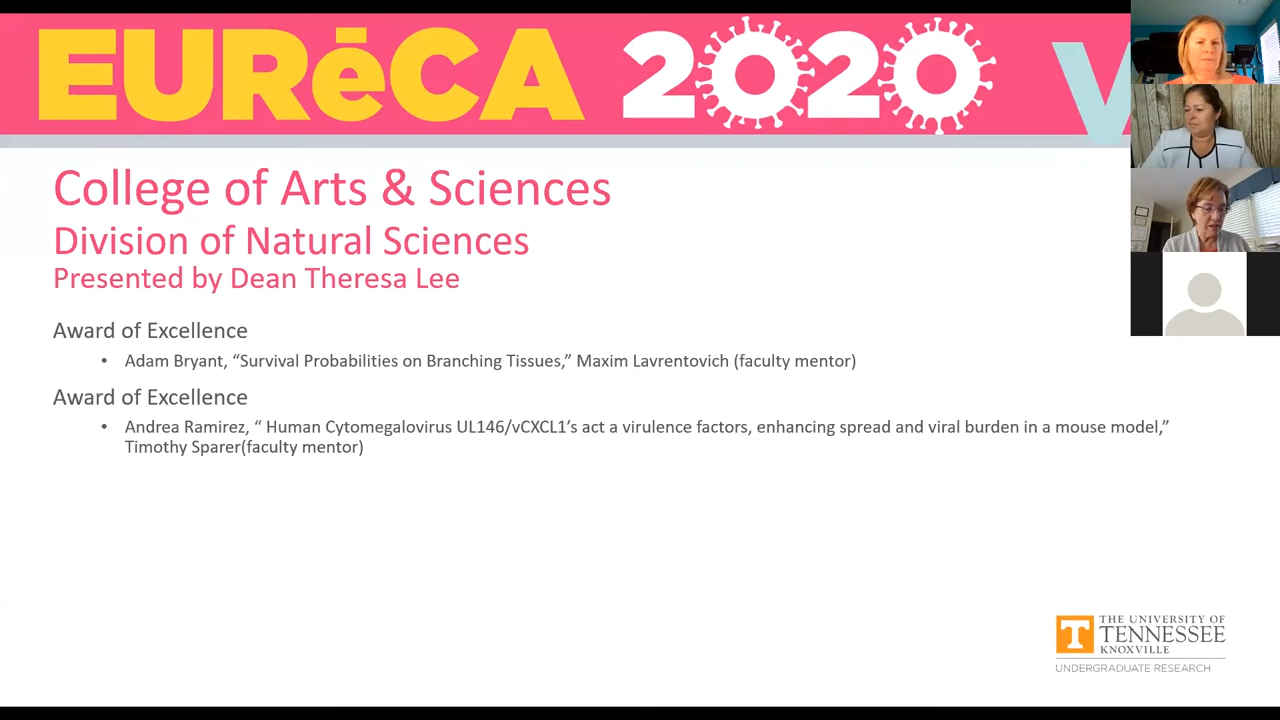 EURēCA 2020 V
College of Arts & Sciences
Division of Natural Sciences
Presented by Dean Theresa Lee
Award of Excellence
• Adam Bryant, “Survival Probabilities on Branching Tissues,” Maxim Lavrentovich (faculty mentor)
Award of Excellence
• Andrea Ramirez, “ Human Cytomegalovirus UL146/vCXCL1’s act a virulence factors, enhancing spread and viral burden in a mouse model,”
Timothy Sparer(faculty mentor)
T
THE UNIVERSITY OF
TENNESSEE
KNOXVILLE
UNDERGRADUATE RESEARCH